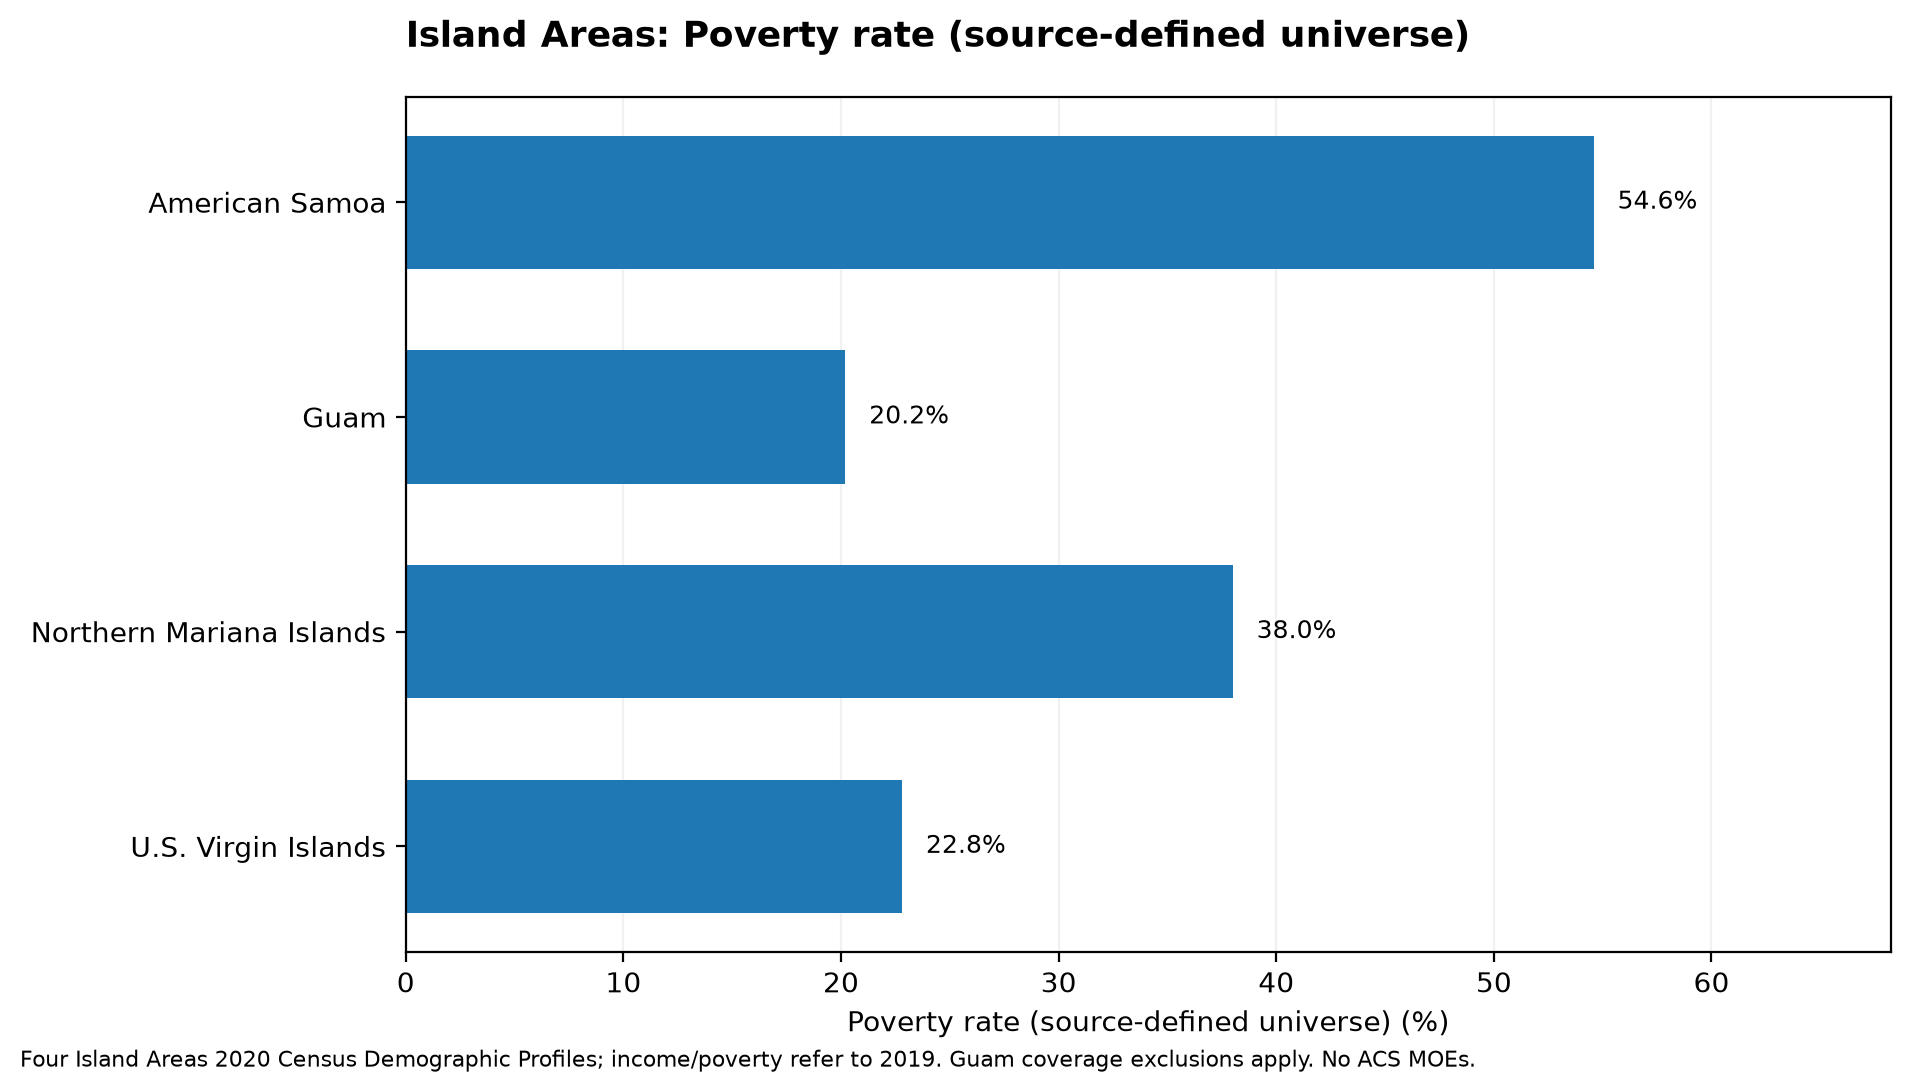 Island Areas: Poverty rate (source-defined universe)
American Samoa
54.6%
Guam
20.2%
Northern Mariana Islands
38.0%
U.S. Virgin Islands
22.8%
0 10 20 30 40 50 60
Poverty rate (source-defined universe) (%)
Four Island Areas 2020 Census Demographic Profiles; income/poverty refer to 2019. Guam coverage exclusions apply. No ACS MOEs.